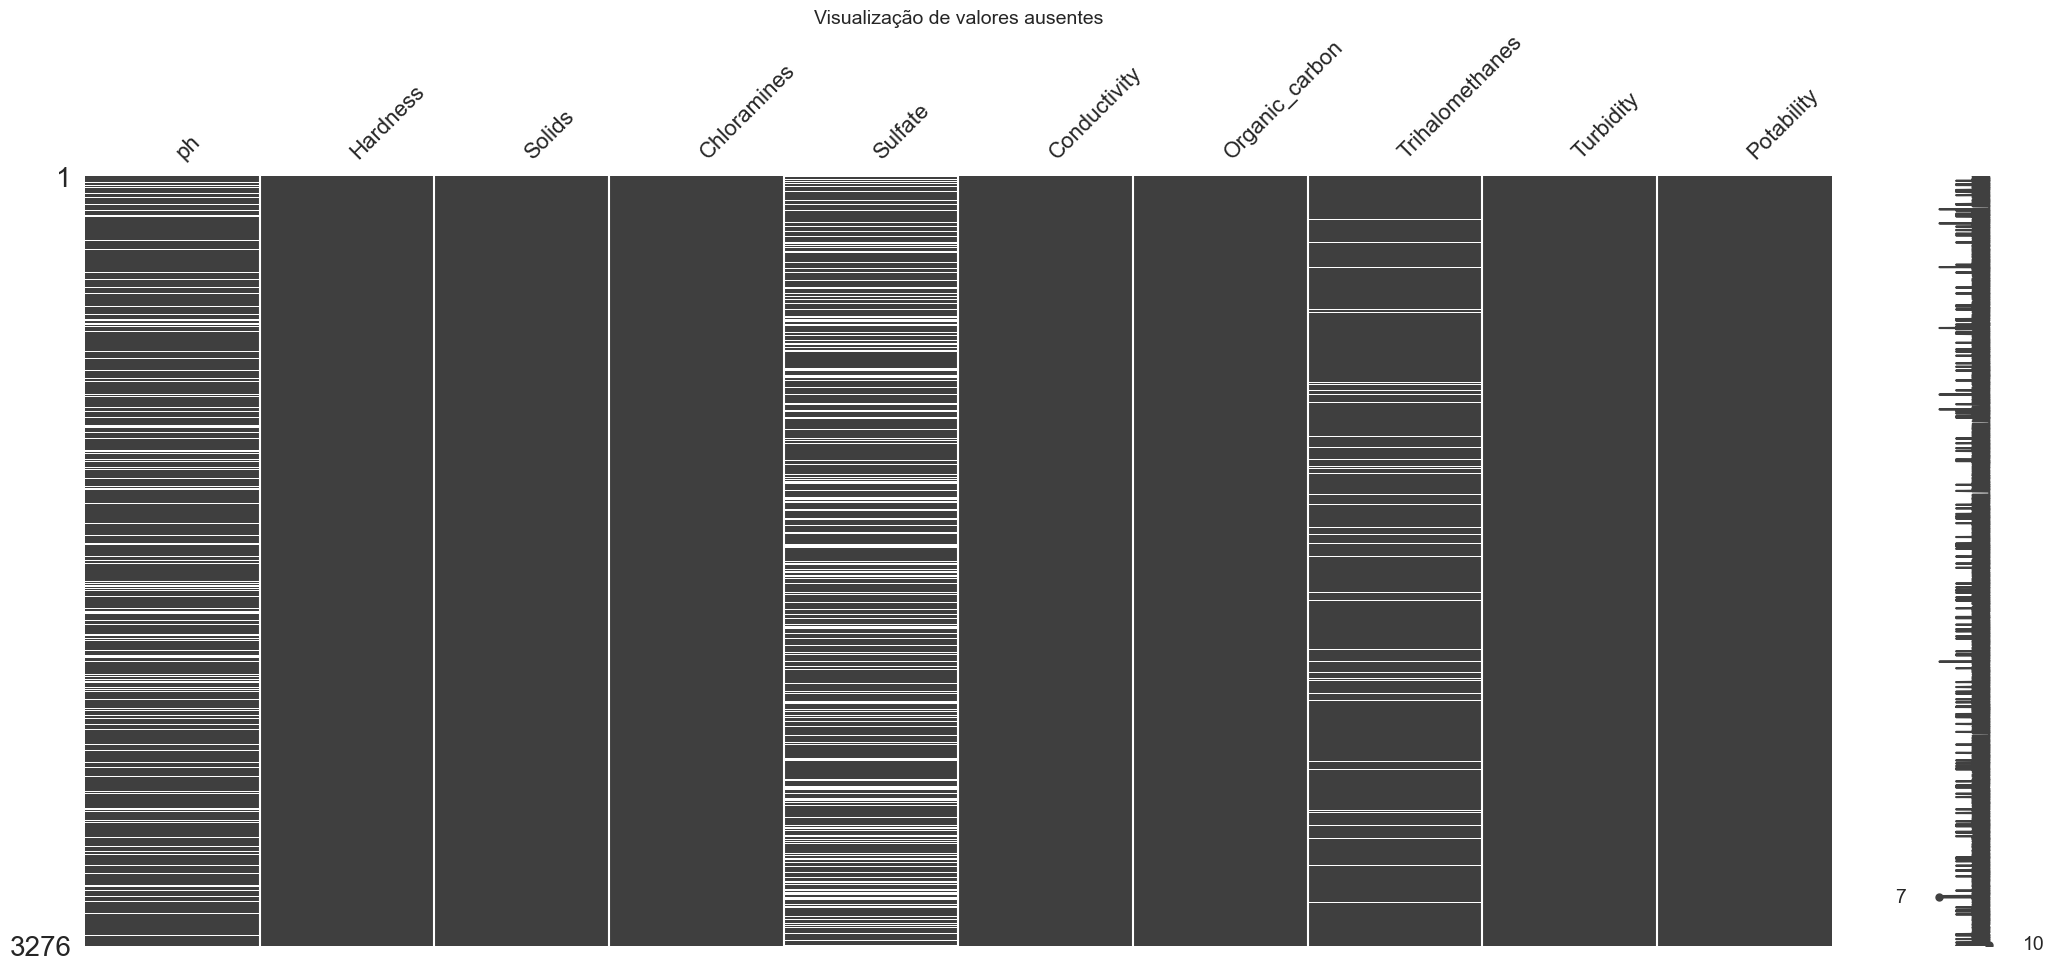 Visualização de valores ausentes
ph
Hardness
Solids
Chloramines
Sulfate
Conductivity
Organic_carbon
Trihalomethanes
Turbidity
Potability
1
3276
7
10